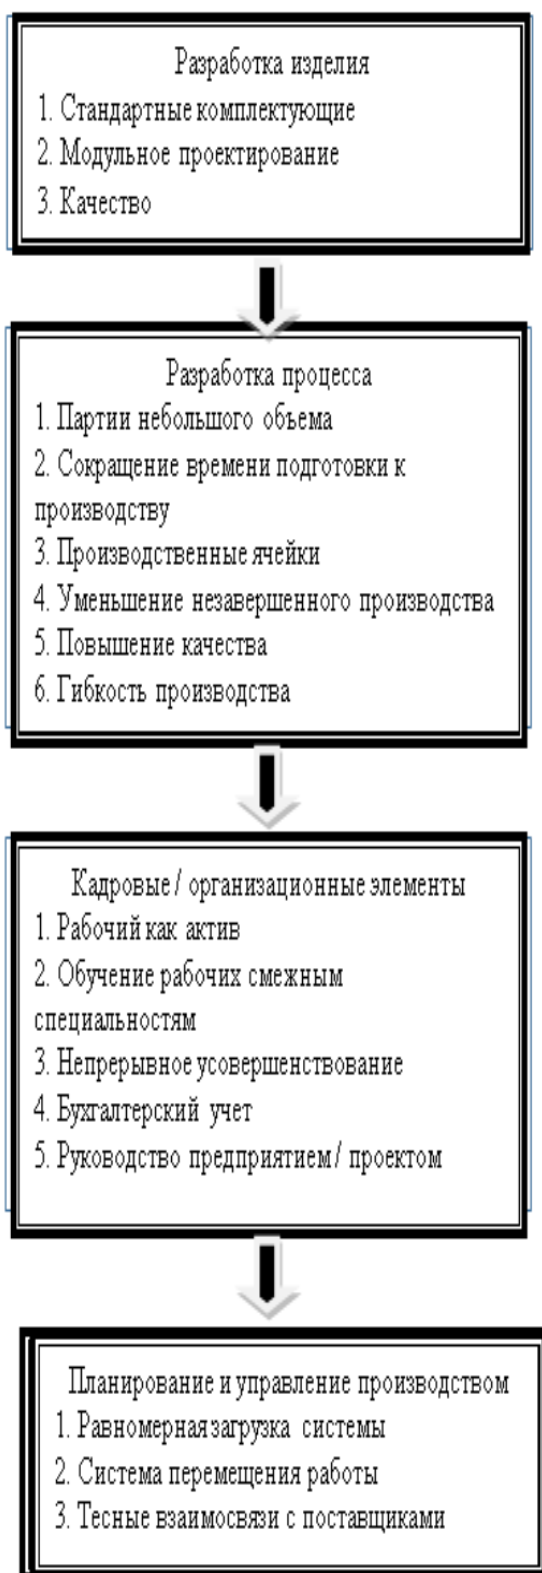 Разработка изделия
1. Стандартные комплектующие
2. Модульное проектирование
3. Качество
Разработка процесса
1. Партии небольшого объема
2. Сокращение времени подготовки к
производству
3. Производственные ячейки
4. Уменьшение незавершенного производства
5. Повышение качества
6. Гибкость производства
Кадровые / организационные элементы
1. Рабочий как актив
2. Обучение рабочих смежным
специальностям
3. Непрерывное усовершенствование
4. Бухгалтерский учет
5. Руководство предприятием / проектом
Планирование и управление производством
1. Равномерная загрузка системы
2. Система перемещения работы
3. Тесные взаимосвязи с поставщиками